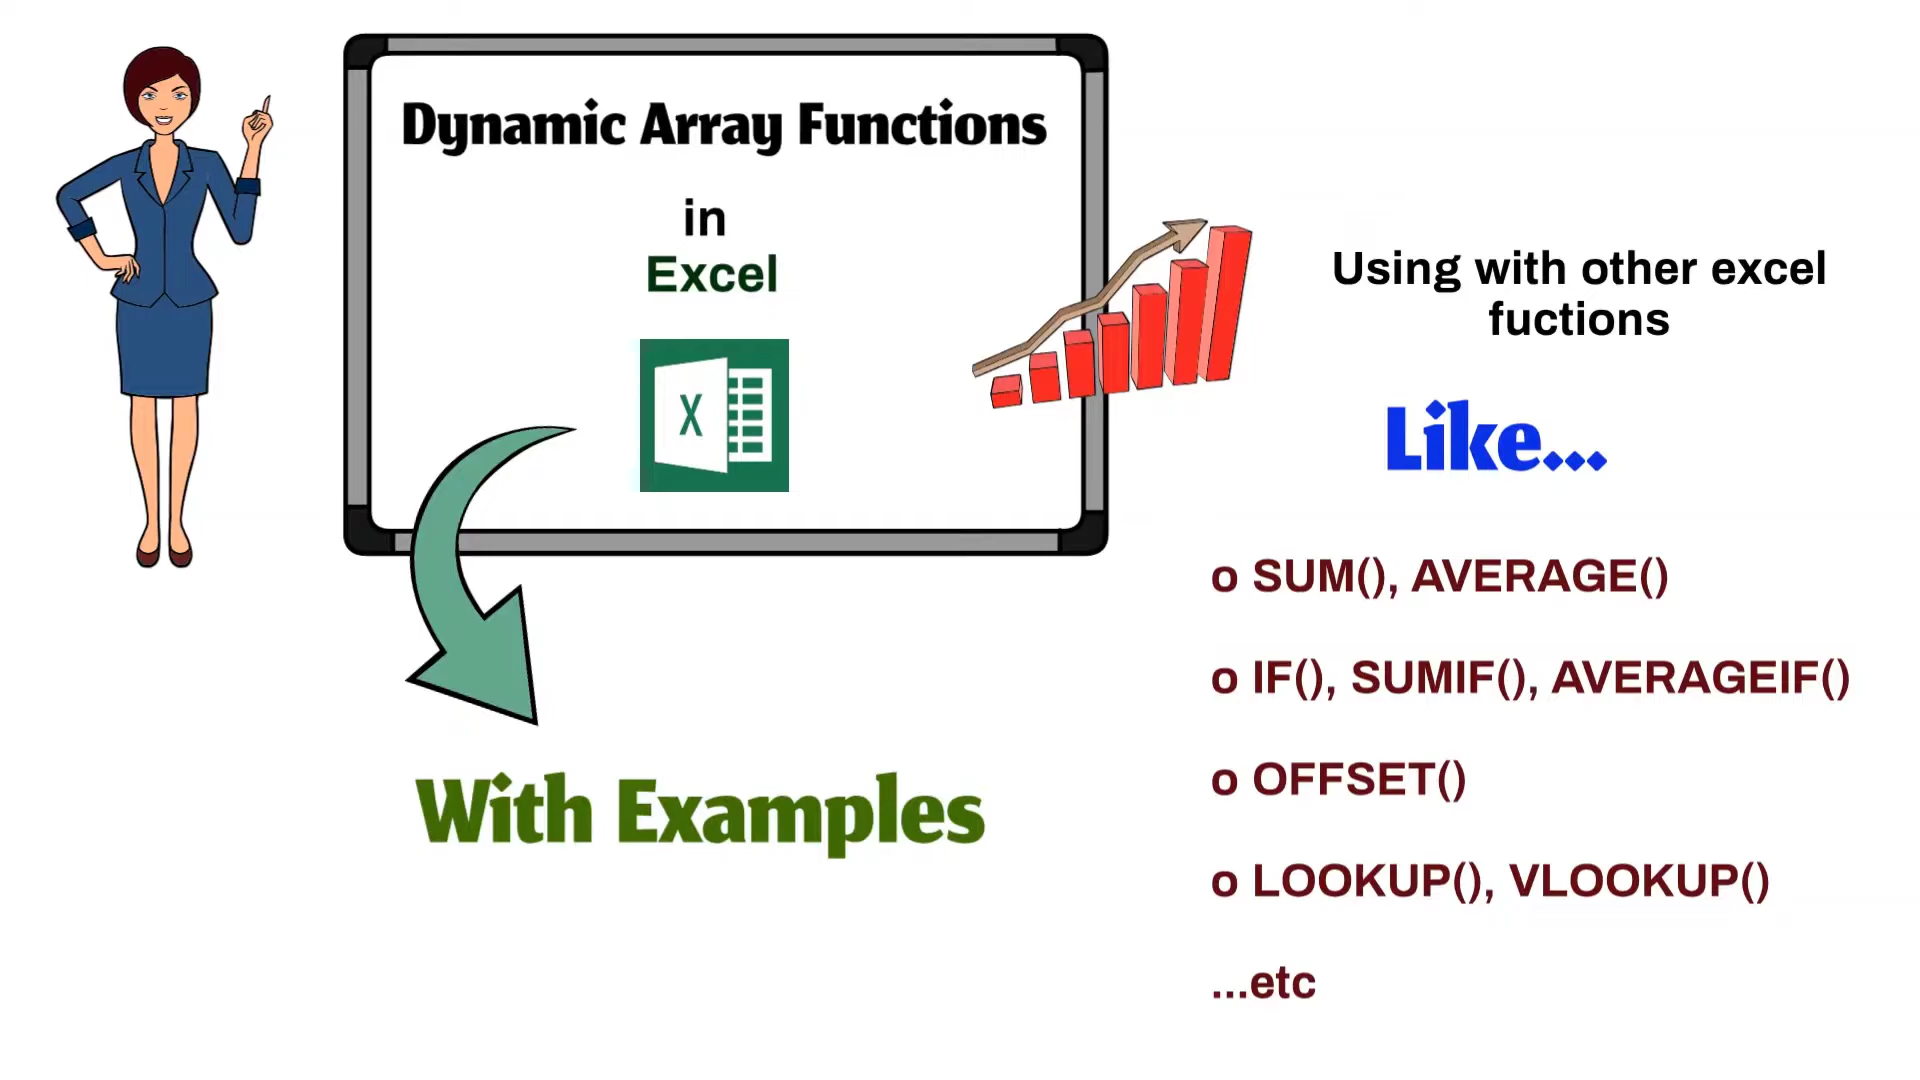 Dynamic Array Functions
in
Excel
X
Using with other excel
fuctions
Like...
o SUM(), AVERAGE()
o IF(), SUMIF(), AVERAGEIF()
o OFFSET()
o LOOKUP(), VLOOKUP()
...etc
With Examples